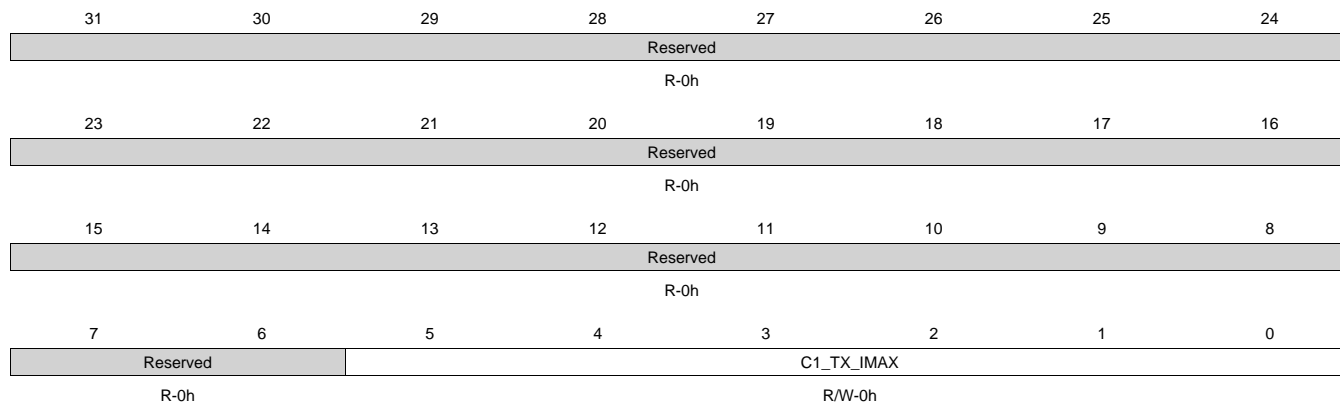 31 30 29 28 27 26 25 24
Reserved
R-0h
23 22 21 20 19 18 17 16
Reserved
R-0h
15 14 13 12 11 10 9 8
Reserved
R-0h
7 6 5 4 3 2 1 0
Reserved C1_TX_IMAX
R-0h R/W-0h